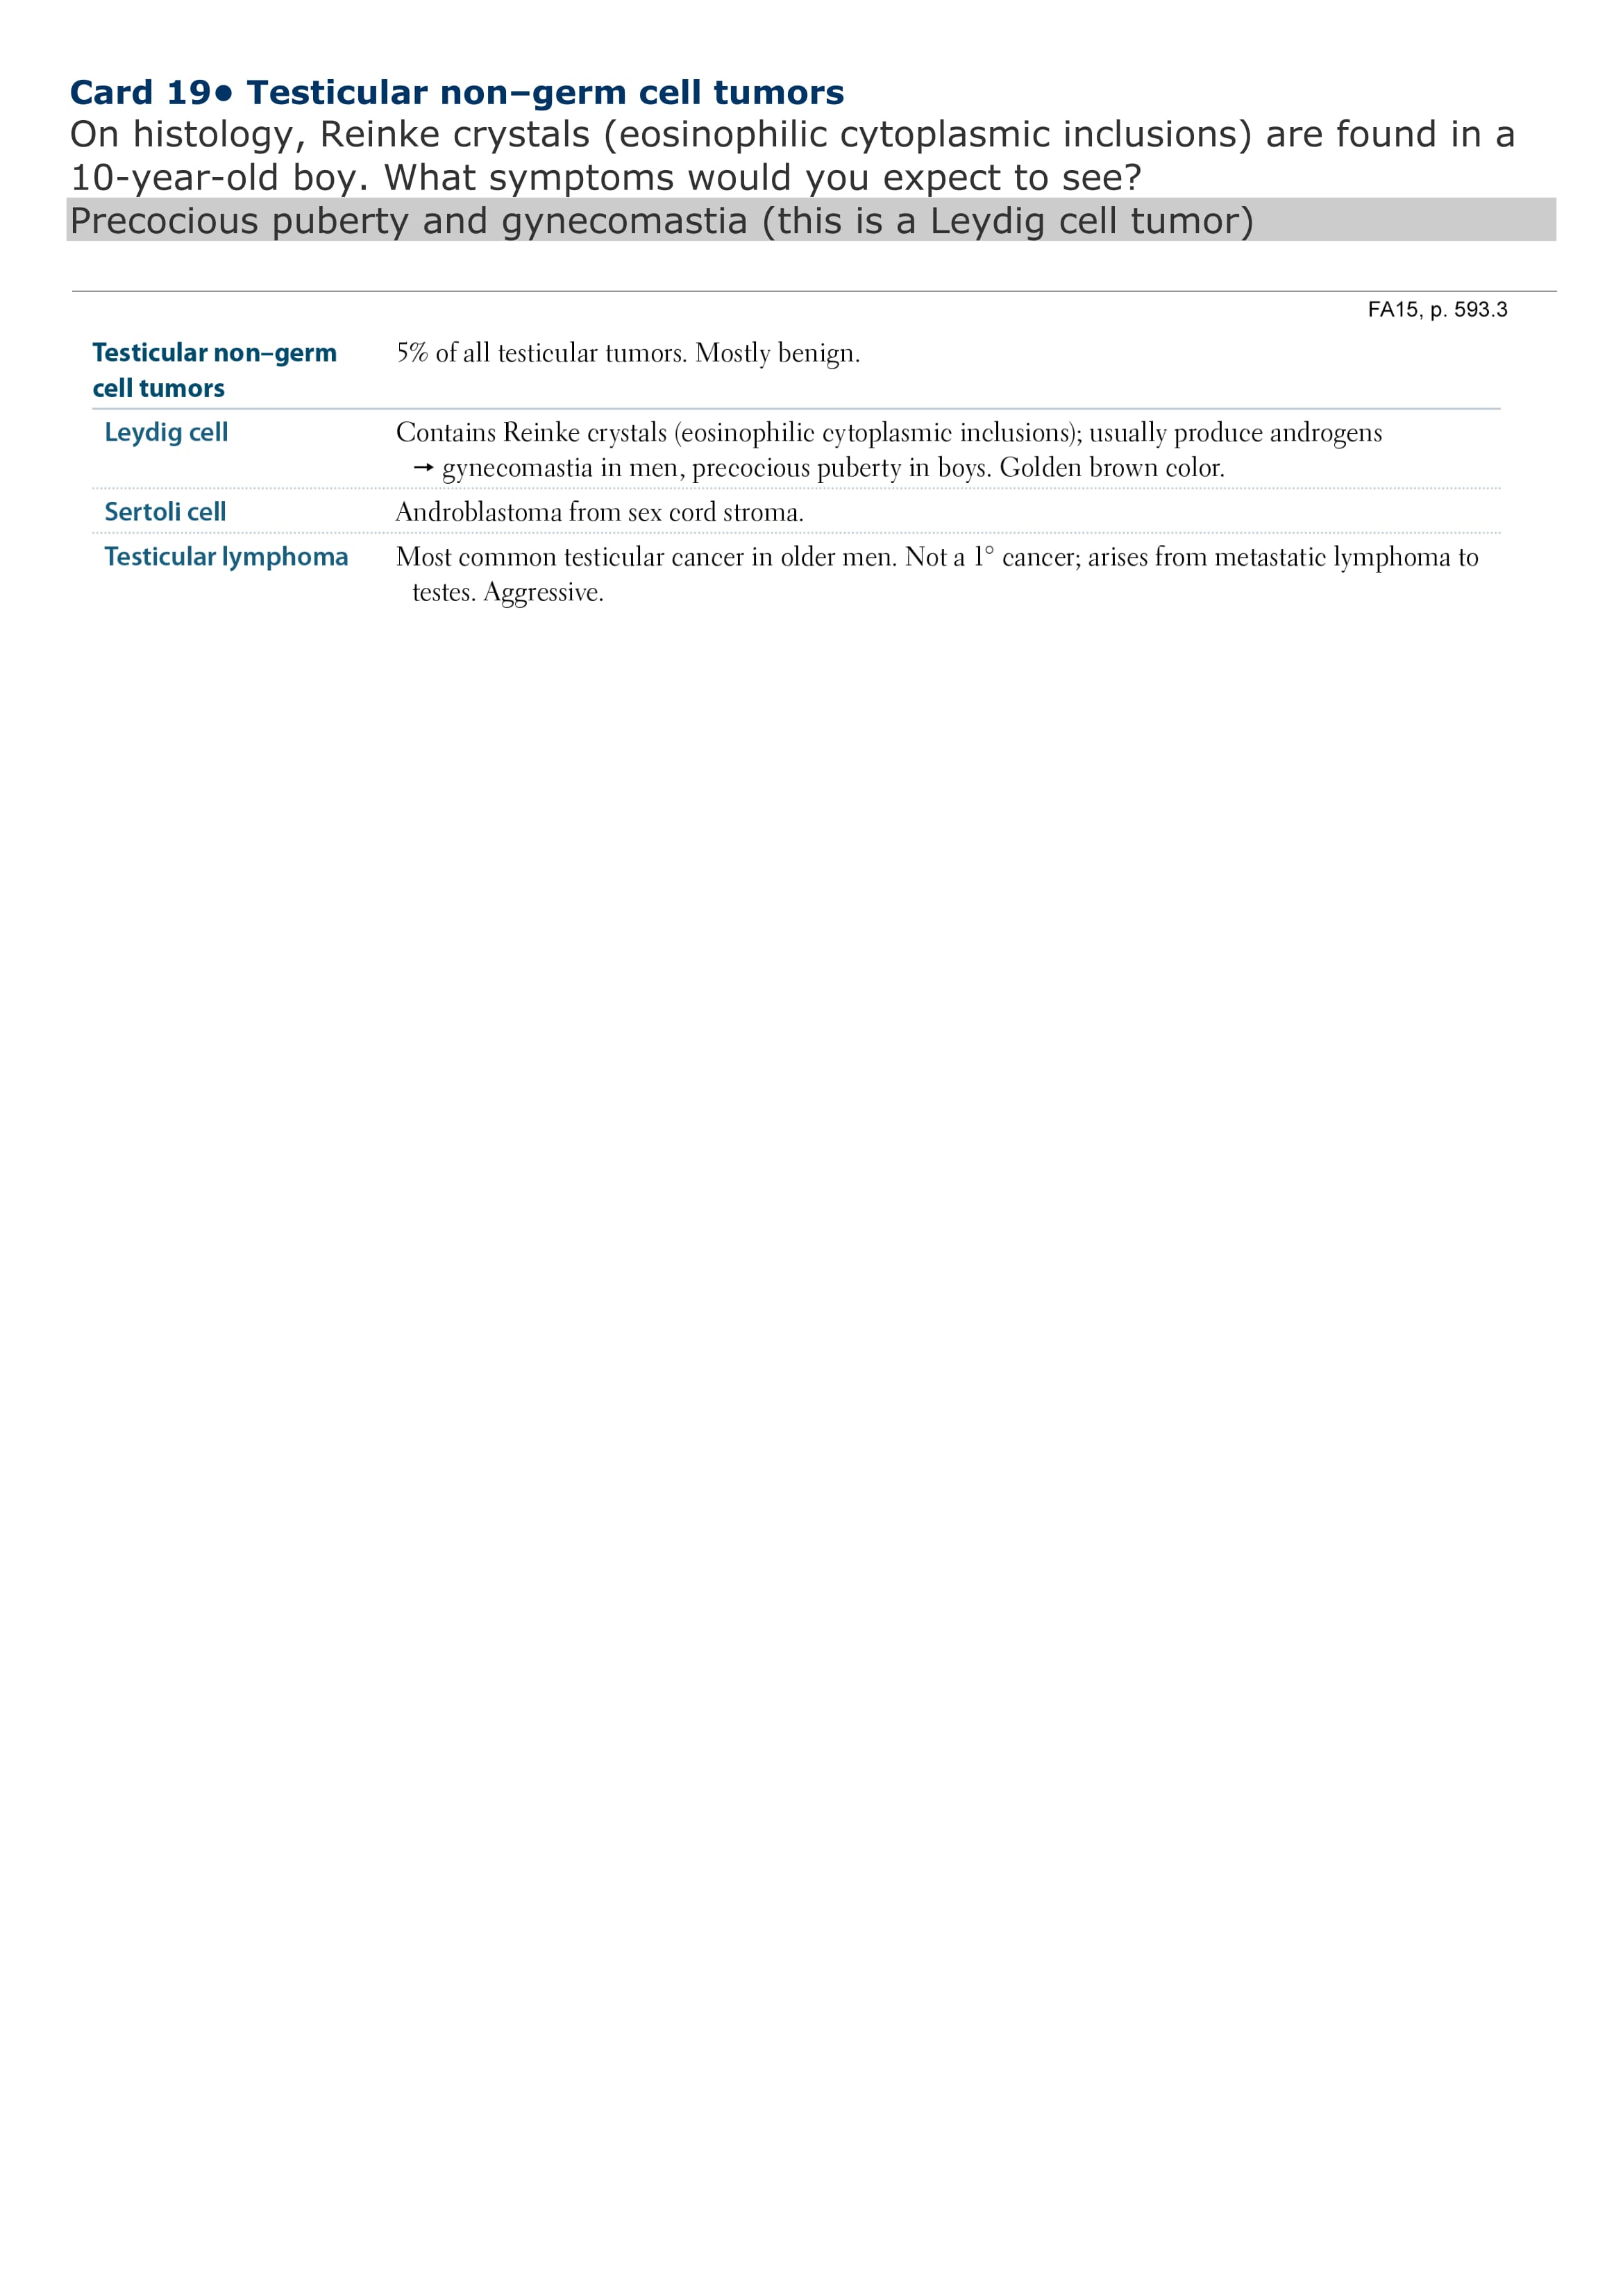 Card 19● Testicular non–germ cell tumors
On histology, Reinke crystals (eosinophilic cytoplasmic inclusions) are found in a
10-year-old boy. What symptoms would you expect to see?
Precocious puberty and gynecomastia (this is a Leydig cell tumor)
FA15, p. 593.3
Testicular non–germ
cell tumors
5% of all testicular tumors. Mostly benign.
Leydig cell
Contains Reinke crystals (eosinophilic cytoplasmic inclusions); usually produce androgens
→ gynecomastia in men, precocious puberty in boys. Golden brown color.
Sertoli cell
Androblastoma from sex cord stroma.
Testicular lymphoma
Most common testicular cancer in older men. Not a 1° cancer; arises from metastatic lymphoma to
testes. Aggressive.